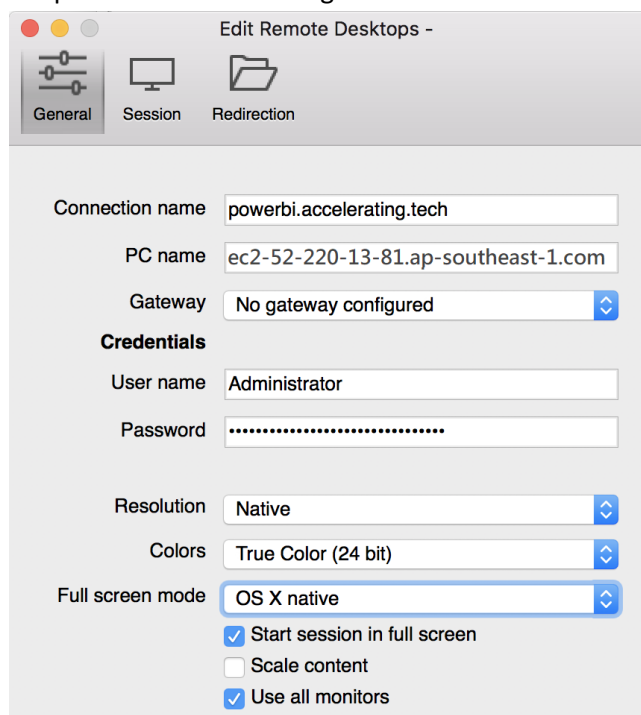 Edit Remote Desktops -
General Session Redirection
Connection name powerbi.accelerating.tech
PC name ec2-52-220-13-81.ap-southeast-1.com
Gateway No gateway configured
Credentials
User name Administrator
Password ••••••••••••••••••••••••••••••••
Resolution Native
Colors True Color (24 bit)
Full screen mode OS X native
Start session in full screen
Scale content
Use all monitors